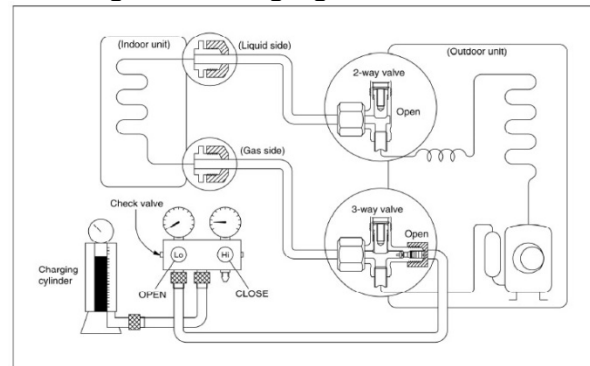 (Indoor unit)
(Liquid side)
(Outdoor unit)
2-way valve
Open
(Gas side)
3-way valve
Open
Check valve
Lo
Hi
OPEN
CLOSE
Charging
cylinder